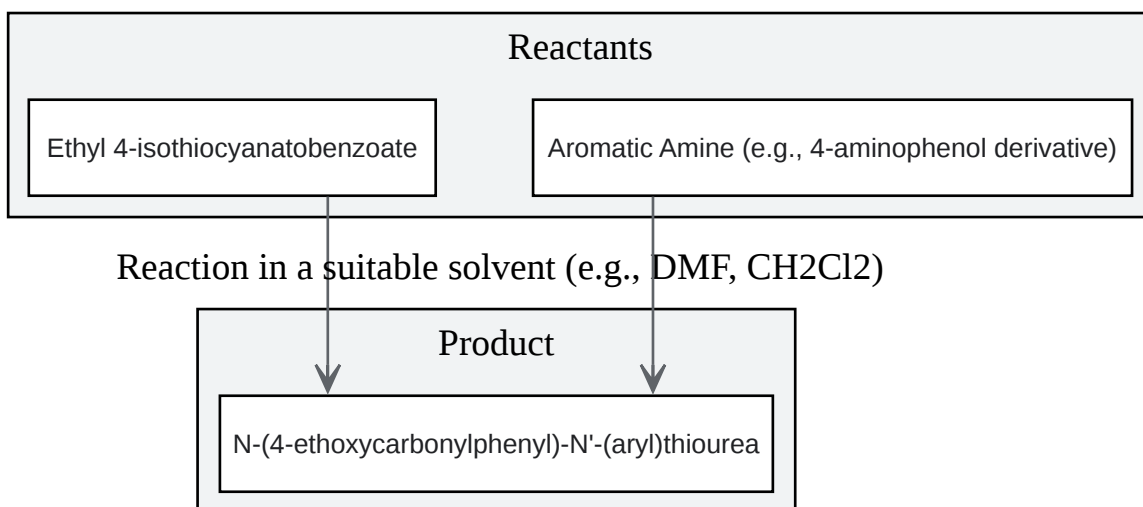 Reactants
Ethyl 4-isothiocyanatobenzoate
Aromatic Amine (e.g., 4-aminophenol derivative)
Reaction in a suitable solvent (e.g., DMF, CH2Cl2)
Product
N-(4-ethoxycarbonylphenyl)-N'-(aryl)thiourea